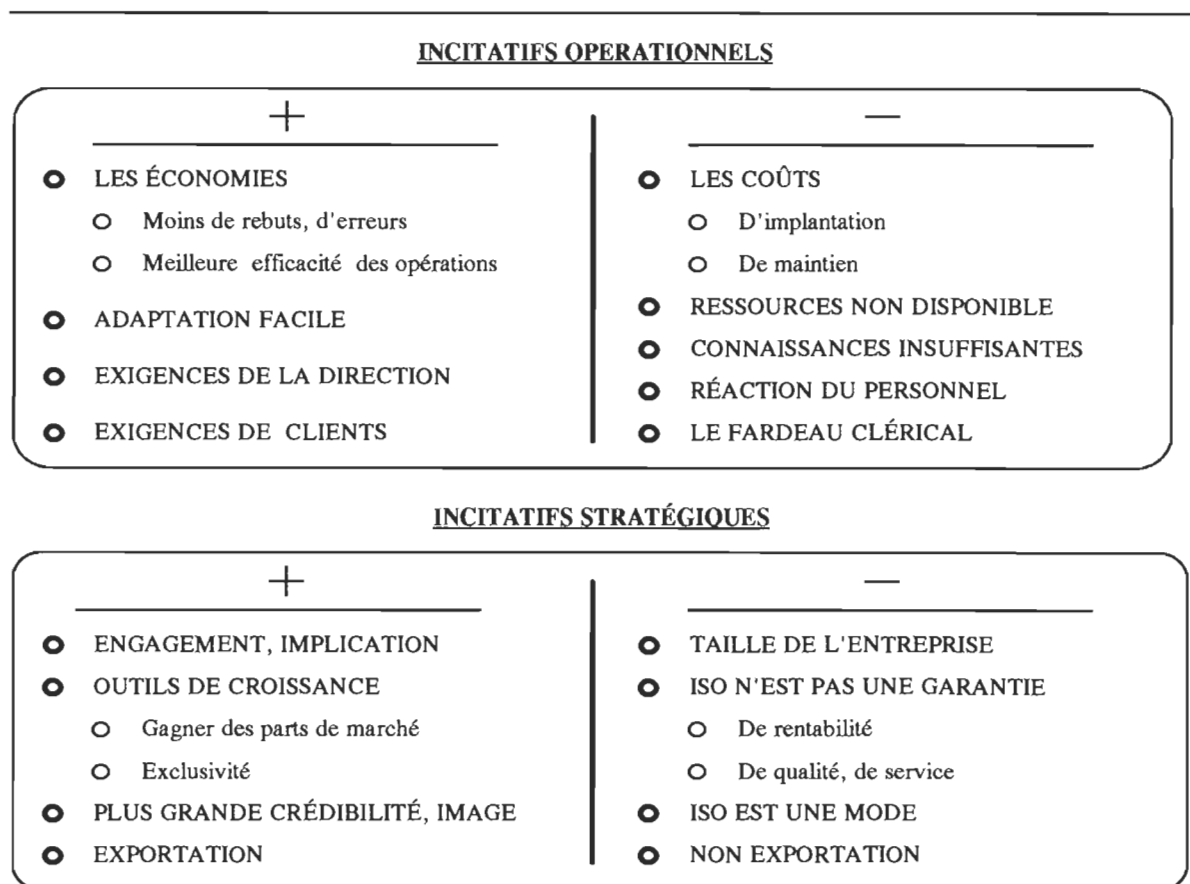 INCITATIFS OPERATIONNELS
+
LES ÉCONOMIES
Moins de rebuts, d'erreurs
Meilleure efficacité des opérations
ADAPTATION FACILE
EXIGENCES DE LA DIRECTION
EXIGENCES DE CLIENTS
—
LES COÛTS
D'implantation
De maintien
RESSOURCES NON DISPONIBLE
CONNAISSANCES INSUFFISANTES
RÉACTION DU PERSONNEL
LE FARDEAU CLÉRICAL
INCITATIFS STRATÉGIQUES
+
ENGAGEMENT, IMPLICATION
OUTILS DE CROISSANCE
Gagner des parts de marché
Exclusivité
PLUS GRANDE CRÉDIBILITÉ, IMAGE
EXPORTATION
—
TAILLE DE L'ENTREPRISE
ISO N'EST PAS UNE GARANTIE
De rentabilité
De qualité, de service
ISO EST UNE MODE
NON EXPORTATION